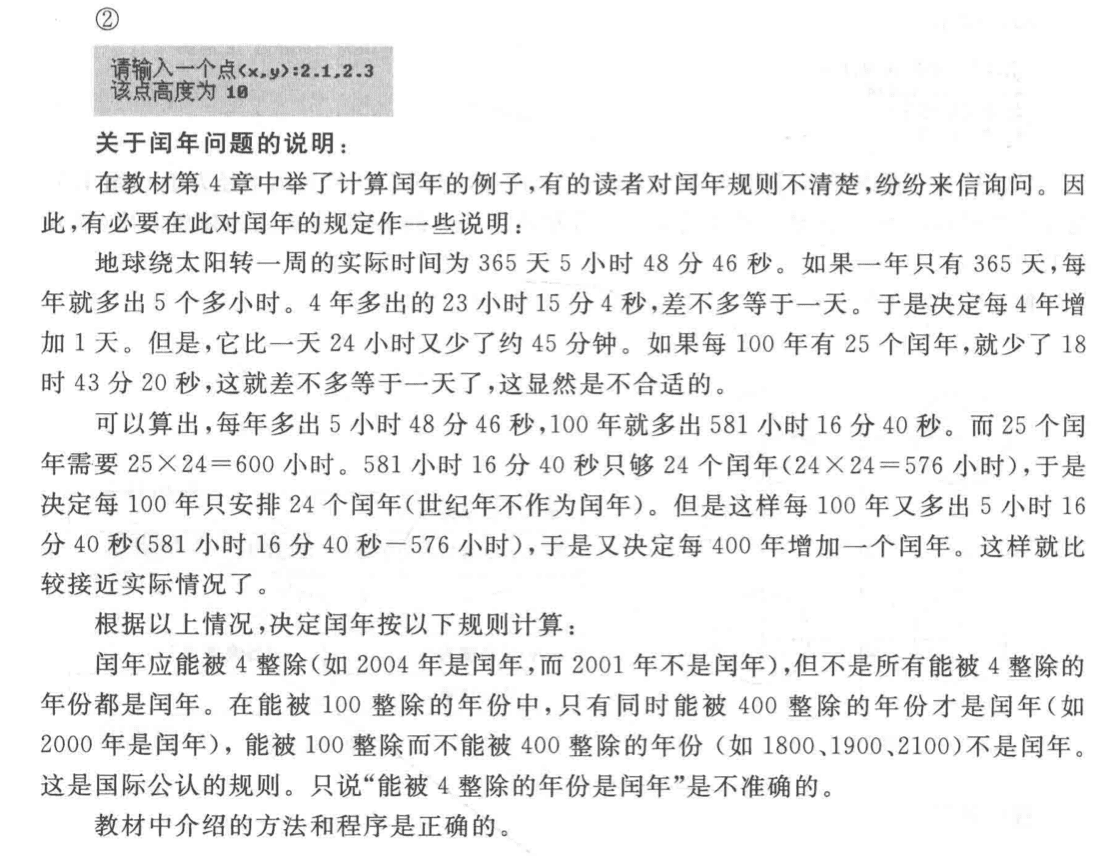 ②
请输入一个点<x,y>:2.1,2.3
该点高度为 10
关于闰年问题的说明：
在教材第 4 章中举了计算闰年的例子,有的读者对闰年规则不清楚,纷纷来信询问。因
此,有必要在此对闰年的规定作一些说明：
地球绕太阳转一周的实际时间为 365 天 5 小时 48 分 46 秒。如果一年只有 365 天,每
年就多出 5 个多小时。4 年多出的 23 小时 15 分 4 秒,差不多等于一天。于是决定每 4 年增
加 1 天。但是,它比一天 24 小时又少了约 45 分钟。如果每 100 年有 25 个闰年,就少了 18
时 43 分 20 秒,这就差不多等于一天了,这显然是不合适的。
可以算出,每年多出 5 小时 48 分 46 秒,100 年就多出 581 小时 16 分 40 秒。而 25 个闰
年需要 25×24=600 小时。581 小时 16 分 40 秒只够 24 个闰年(24×24=576 小时),于是
决定每 100 年只安排 24 个闰年(世纪年不作为闰年)。但是这样每 100 年又多出 5 小时 16
分 40 秒(581 小时 16 分 40 秒-576 小时),于是又决定每 400 年增加一个闰年。这样就比
较接近实际情况了。
根据以上情况,决定闰年按以下规则计算：
闰年应能被 4 整除(如 2004 年是闰年,而 2001 年不是闰年),但不是所有能被 4 整除的
年份都是闰年。在能被 100 整除的年份中,只有同时能被 400 整除的年份才是闰年(如
2000 年是闰年), 能被 100 整除而不能被 400 整除的年份 (如 1800、1900、2100)不是闰年。
这是国际公认的规则。只说“能被 4 整除的年份是闰年”是不准确的。
教材中介绍的方法和程序是正确的。